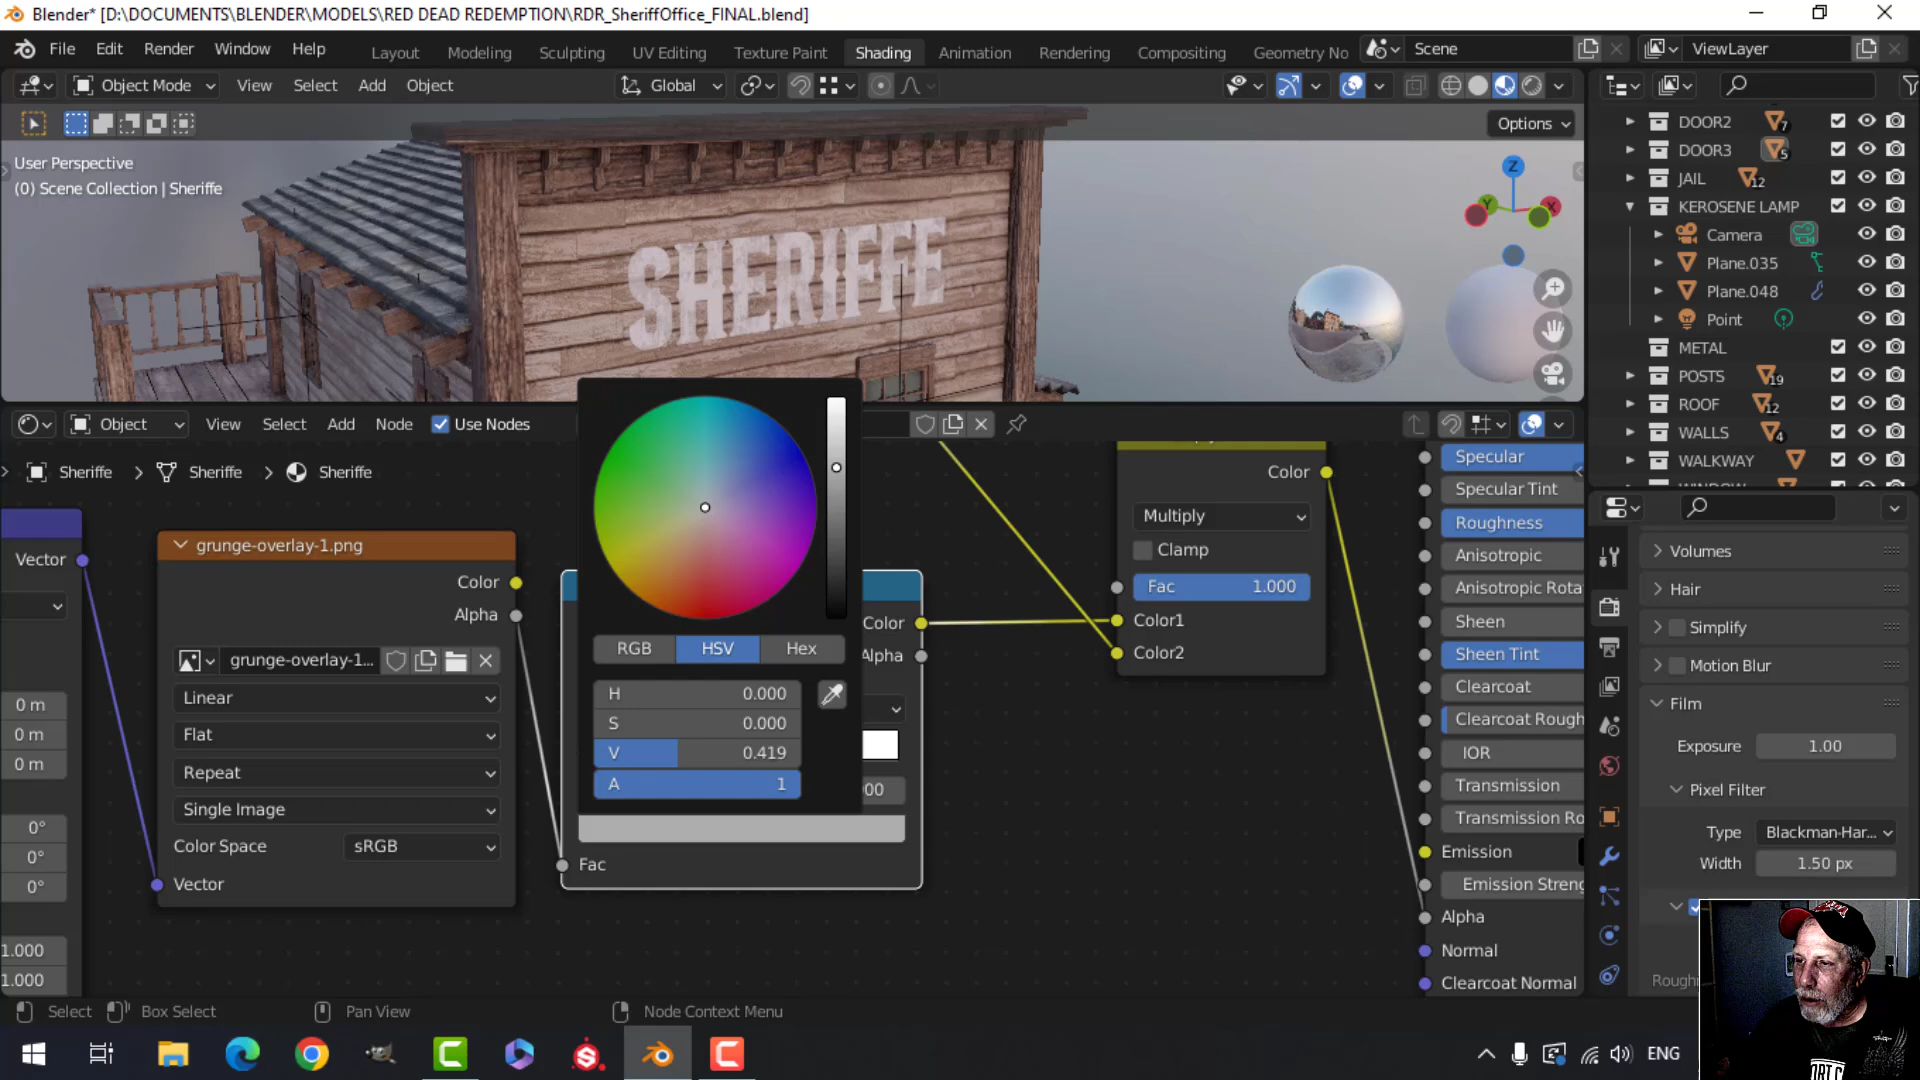 Blender* [D:\DOCUMENTS\BLENDER\MODELS\RED DEAD REDEMPTION\RDR_SheriffOffice_FINAL.blend]
File Edit Render Window Help Layout Modeling Sculpting UV Editing Texture Paint Shading Animation Rendering Compositing Geometry No Scene ViewLayer
Object Mode View Select Add Object Global
Options
User Perspective
(0) Scene Collection | Sheriffe
SHERIFFE
Z
Y
X
DOOR2 7
DOOR3 5
JAIL 12
KEROSENE LAMP
Camera
Plane.035
Plane.048
Point
METAL
POSTS 19
ROOF 12
WALLS 4
WALKWAY
Object View Select Add Node Use Nodes
Sheriffe > Sheriffe > Sheriffe
Vector
0 m
0 m
0 m
0°
0°
0°
1.000
1.000
grunge-overlay-1.png
Color
Alpha
grunge-overlay-1...
Linear
Flat
Repeat
Single Image
Color Space sRGB
Vector
RGB HSV Hex
H 0.000
S 0.000
V 0.419
A 1
Color
Alpha
00
Fac
Color
Multiply
Clamp
Fac 1.000
Color1
Color2
Specular
Specular Tint
Roughness
Anisotropic
Anisotropic Rota
Sheen
Sheen Tint
Clearcoat
Clearcoat Rough
IOR
Transmission
Transmission Ro
Emission
Emission Streng
Alpha
Normal
Clearcoat Normal
Volumes
Hair
Simplify
Motion Blur
Film
Exposure 1.00
Pixel Filter
Type Blackman-Har...
Width 1.50 px
Roughn
Select Box Select Pan View Node Context Menu
ENG